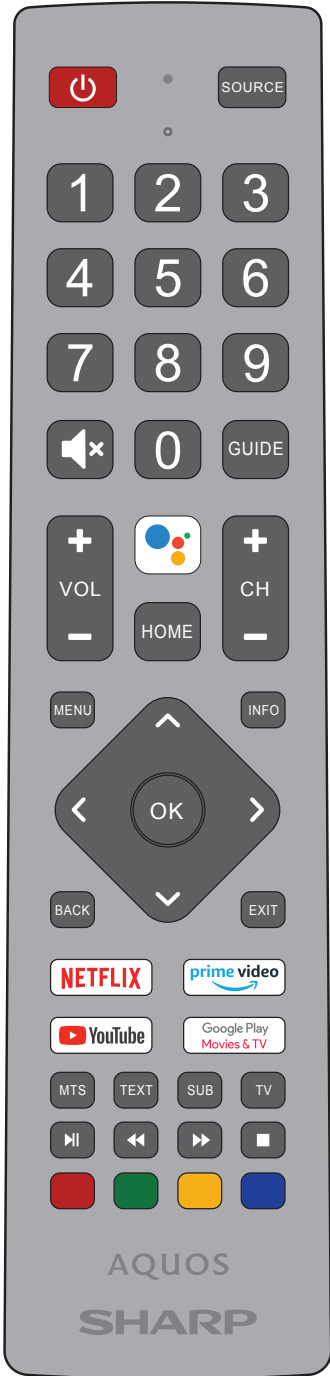 SOURCE
1 2 3
4 5 6
7 8 9
0 GUIDE
+ +
VOL CH
HOME
− −
MENU INFO
OK
BACK EXIT
NETFLIX prime video
YouTube Google Play
Movies & TV
MTS TEXT SUB TV
AQUOS
SHARP